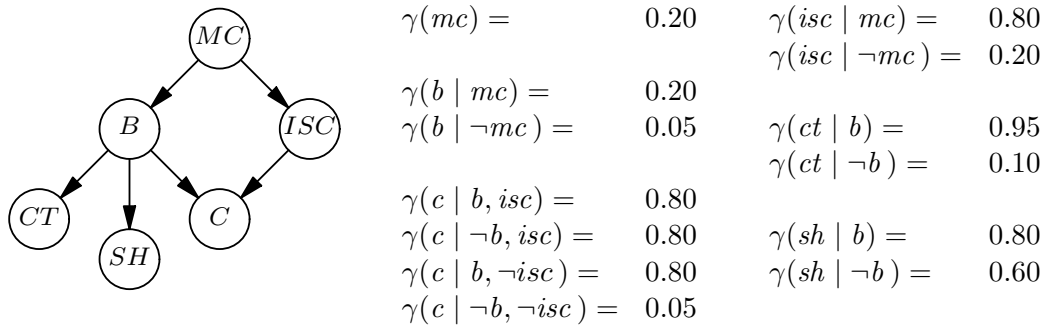 MC
B
ISC
CT
C
SH
γ(mc) = 0.20
γ(b | mc) = 0.20
γ(b | ¬mc) = 0.05
γ(c | b, isc) = 0.80
γ(c | ¬b, isc) = 0.80
γ(c | b, ¬isc) = 0.80
γ(c | ¬b, ¬isc) = 0.05
γ(isc | mc) = 0.80
γ(isc | ¬mc) = 0.20
γ(ct | b) = 0.95
γ(ct | ¬b) = 0.10
γ(sh | b) = 0.80
γ(sh | ¬b) = 0.60